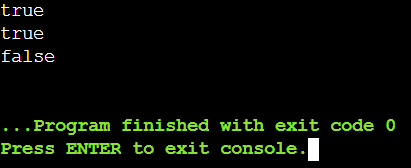 true
true
false
...Program finished with exit code 0
Press ENTER to exit console.